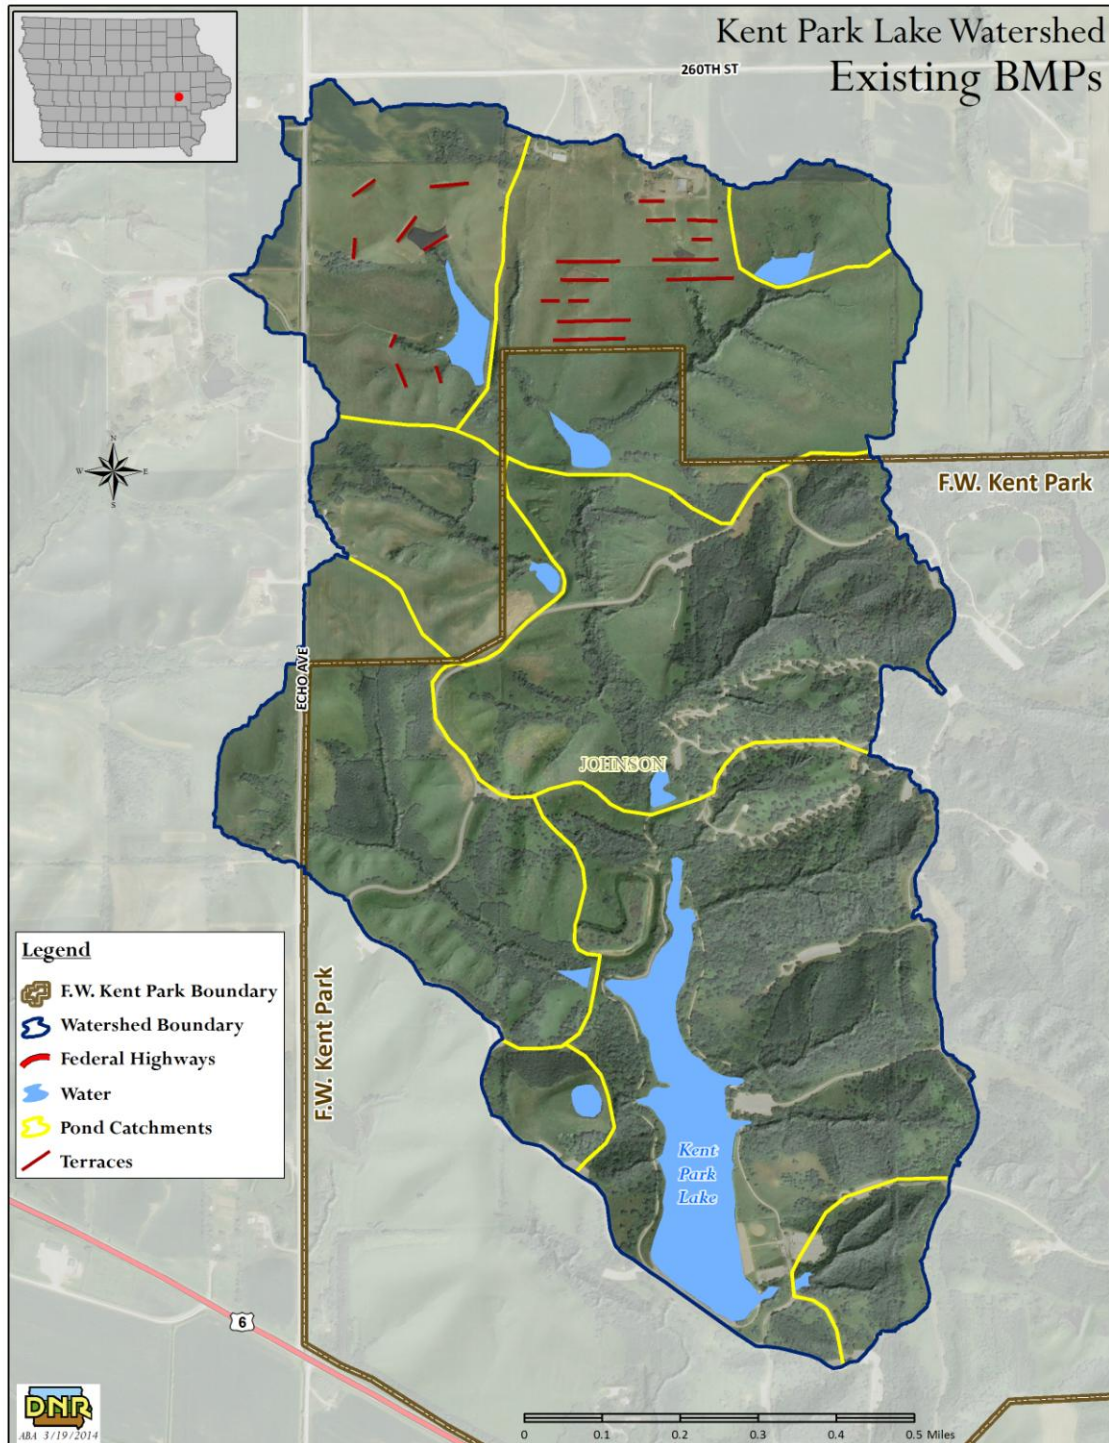 Kent Park Lake Watershed
Existing BMPs
260TH ST
N
W
E
S
F.W. Kent Park
ECHO AVE
JOHNSON
Legend
F.W. Kent Park Boundary
Watershed Boundary
Federal Highways
Water
Pond Catchments
Terraces
F.W. Kent Park
Kent
Park
Lake
6
DNR
ABA 3/19/2014
0 0.1 0.2 0.3 0.4 0.5 Miles